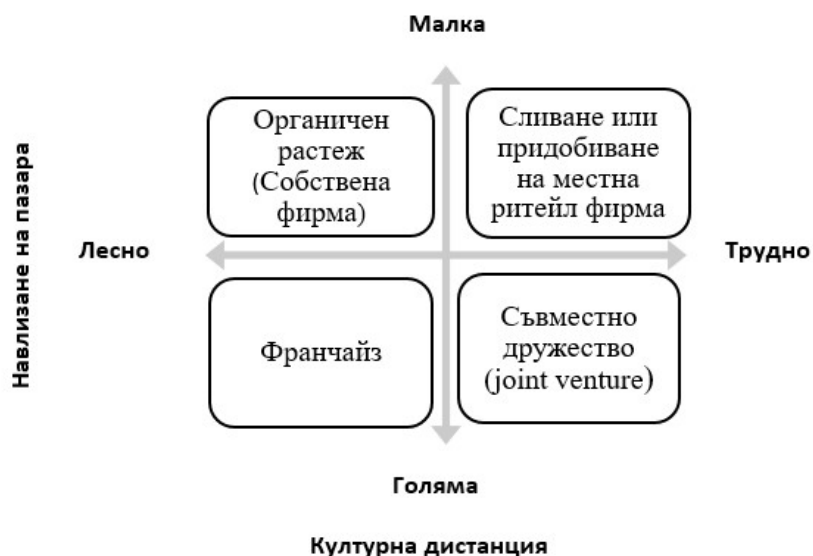 Малка
Органичен
растеж
(Собствена
фирма)
Сливане или
придобиване
на местна
ритейл фирма
Навлизане на пазара
Лесно
Трудно
Франчайз
Съвместно
дружество
(joint venture)
Голяма
Културна дистанция